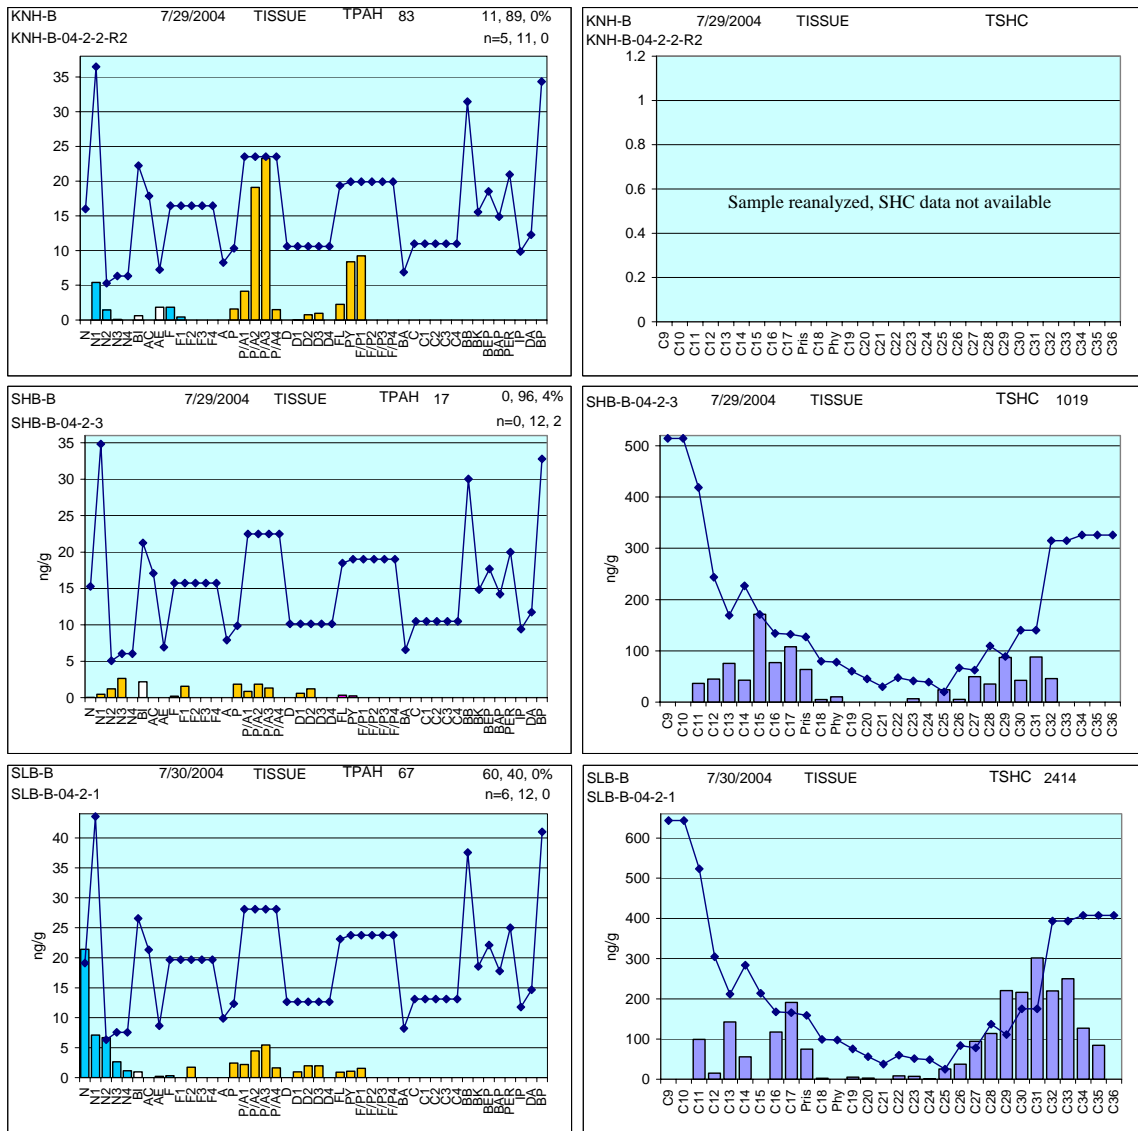 KNH-B 7/29/2004 TISSUE TPAH 83 11, 89, 0%
KNH-B-04-2-2-R2 n=5, 11, 0
35
30
25
20
15
10
5
0
N N1 N2 N3 N4 BI AC AE F F1 F2 F3 F4 A P P/A1 P/A2 P/A3 P/A4 D D1 D2 D3 D4 FL PY F/P1 F/P2 F/P3 F/P4 BA C C1 C2 C3 C4 BB BK BEP BAP PER IP DA BP
KNH-B 7/29/2004 TISSUE TSHC
KNH-B-04-2-2-R2
1.2
1
0.8
0.6
Sample reanalyzed, SHC data not available
0.4
0.2
0
C9 C10 C11 C12 C13 C14 C15 C16 C17 Pris C18 Phy C19 C20 C21 C22 C23 C24 C25 C26 C27 C28 C29 C30 C31 C32 C33 C34 C35 C36
SHB-B 7/29/2004 TISSUE TPAH 17 0, 96, 4%
SHB-B-04-2-3 n=0, 12, 2
ng/g
35
30
25
20
15
10
5
0
N N1 N2 N3 N4 BI AC AE F F1 F2 F3 F4 A P P/A1 P/A2 P/A3 P/A4 D D1 D2 D3 D4 FL PY F/P1 F/P2 F/P3 F/P4 BA C C1 C2 C3 C4 BB BK BEP BAP PER IP DA BP
SHB-B-04-2-3 7/29/2004 TISSUE TSHC 1019
ng/g
500
400
300
200
100
0
C9 C10 C11 C12 C13 C14 C15 C16 C17 Pris C18 Phy C19 C20 C21 C22 C23 C24 C25 C26 C27 C28 C29 C30 C31 C32 C33 C34 C35 C36
SLB-B 7/30/2004 TISSUE TPAH 67 60, 40, 0%
SLB-B-04-2-1 n=6, 12, 0
ng/g
40
35
30
25
20
15
10
5
0
N N1 N2 N3 N4 BI AC AE F F1 F2 F3 F4 A P P/A1 P/A2 P/A3 P/A4 D D1 D2 D3 D4 FL PY F/P1 F/P2 F/P3 F/P4 BA C C1 C2 C3 C4 BB BK BEP BAP PER IP DA BP
SLB-B 7/30/2004 TISSUE TSHC 2414
SLB-B-04-2-1
ng/g
600
500
400
300
200
100
0
C9 C10 C11 C12 C13 C14 C15 C16 C17 Pris C18 Phy C19 C20 C21 C22 C23 C24 C25 C26 C27 C28 C29 C30 C31 C32 C33 C34 C35 C36